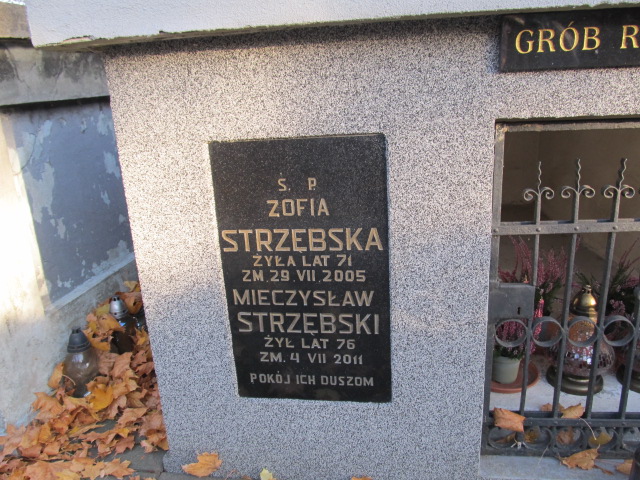 GRÓB R
Ś. P.
ZOFIA
STRZĘBSKA
ŻYŁA LAT 71
ZM. 29. VII. 2005
MIECZYSŁAW
STRZĘBSKI
ŻYŁ LAT 76
ZM. 4 VII 2011
POKÓJ ICH DUSZOM